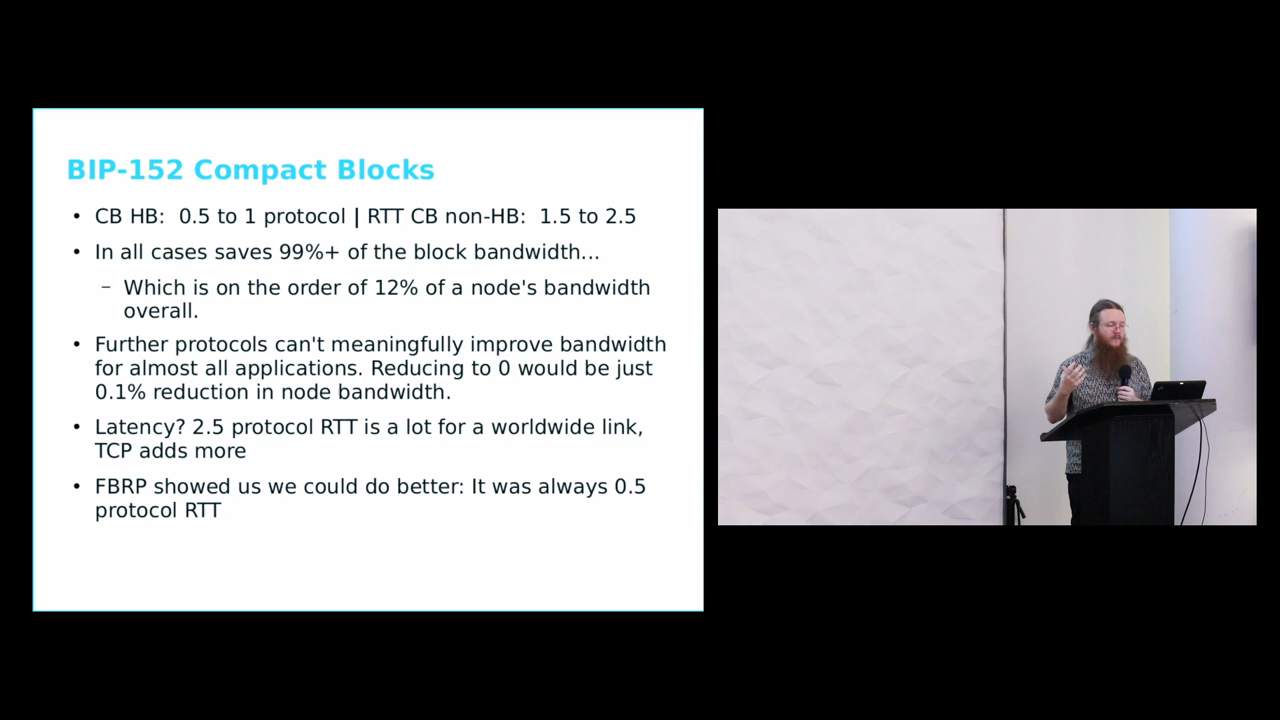 BIP-152 Compact Blocks
• CB HB: 0.5 to 1 protocol | RTT CB non-HB: 1.5 to 2.5
• In all cases saves 99%+ of the block bandwidth...
– Which is on the order of 12% of a node's bandwidth
overall.
• Further protocols can't meaningfully improve bandwidth
for almost all applications. Reducing to 0 would be just
0.1% reduction in node bandwidth.
• Latency? 2.5 protocol RTT is a lot for a worldwide link,
TCP adds more
• FBRP showed us we could do better: It was always 0.5
protocol RTT